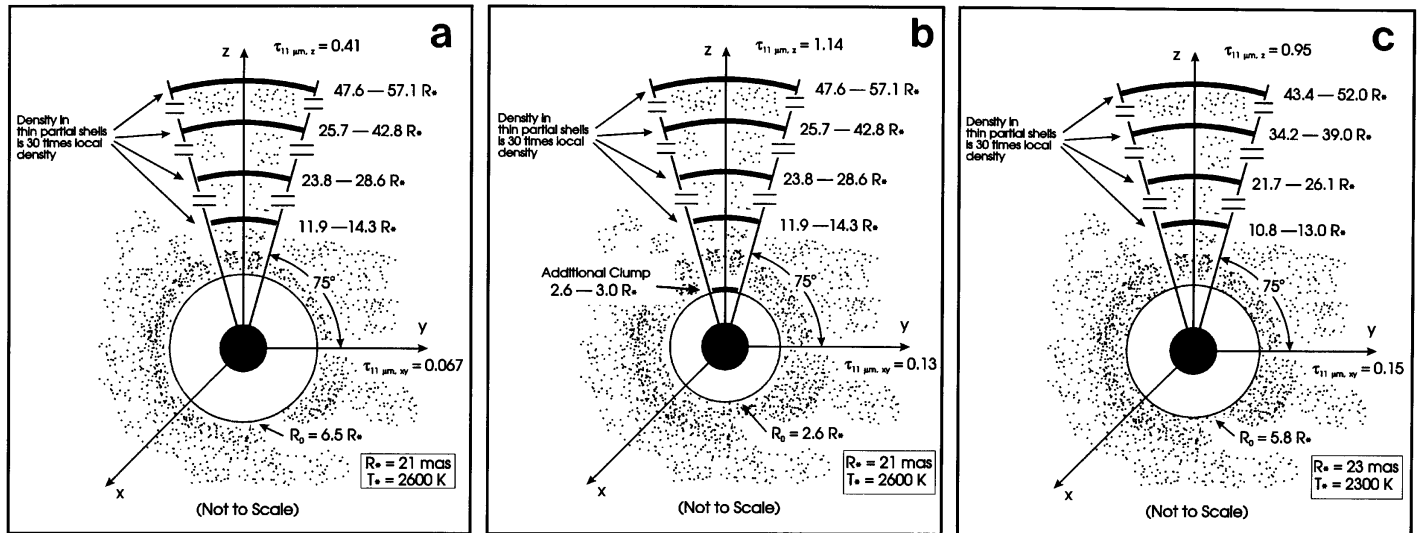 a
z
τ11 μm, z = 0.41
47.6 — 57.1 R*
25.7 — 42.8 R*
23.8 — 28.6 R*
11.9 — 14.3 R*
Density in
thin partial shells
is 30 times local
density
75°
y
τ11 μm, xy = 0.067
R0 = 6.5 R*
x
R* = 21 mas
T* = 2600 K
(Not to Scale)
b
z
τ11 μm, z = 1.14
47.6 — 57.1 R*
25.7 — 42.8 R*
23.8 — 28.6 R*
11.9 — 14.3 R*
Density in
thin partial shells
is 30 times local
density
Additional Clump
2.6 — 3.0 R*
75°
y
τ11 μm, xy = 0.13
R0 = 2.6 R*
x
R* = 21 mas
T* = 2600 K
(Not to Scale)
c
z
τ11 μm, z = 0.95
43.4 — 52.0 R*
34.2 — 39.0 R*
21.7 — 26.1 R*
10.8 — 13.0 R*
Density in
thin partial shells
is 30 times local
density
75°
y
τ11 μm, xy = 0.15
R0 = 5.8 R*
x
R* = 23 mas
T* = 2300 K
(Not to Scale)